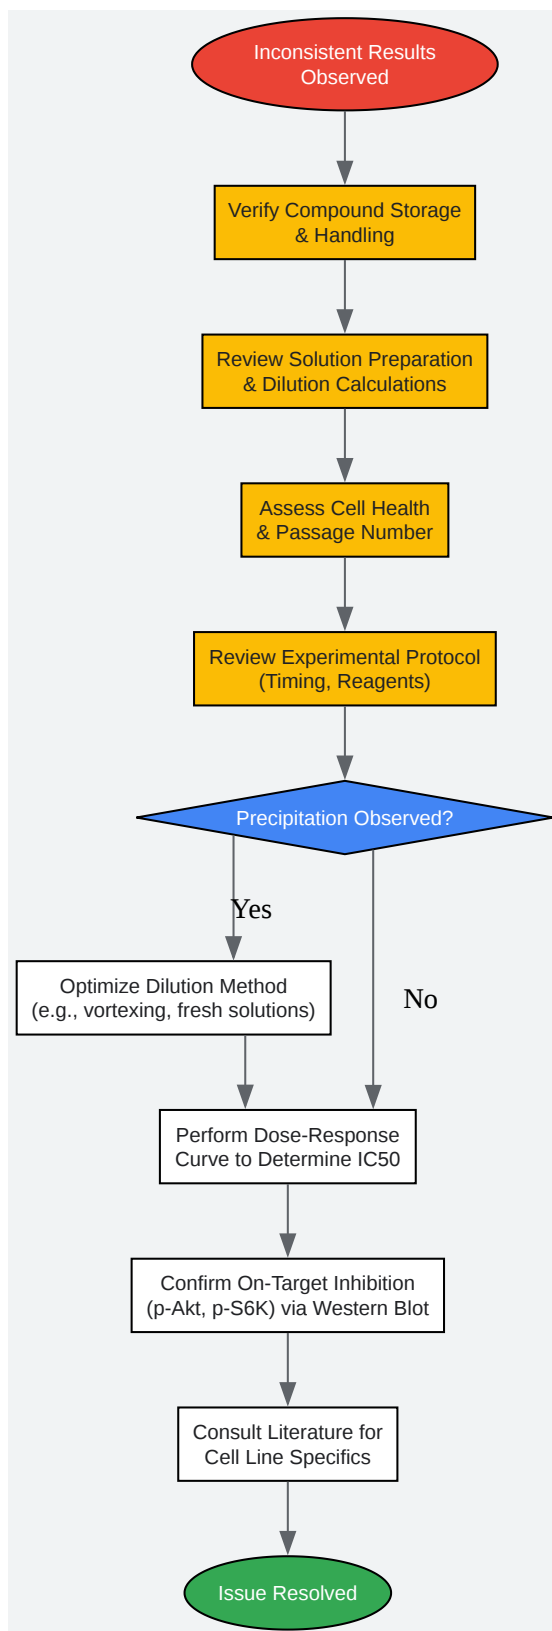 Inconsistent Results
Observed
Verify Compound Storage
& Handling
Review Solution Preparation
& Dilution Calculations
Assess Cell Health
& Passage Number
Review Experimental Protocol
(Timing, Reagents)
Precipitation Observed?
Yes
Optimize Dilution Method
(e.g., vortexing, fresh solutions)
No
Perform Dose-Response
Curve to Determine IC50
Confirm On-Target Inhibition
(p-Akt, p-S6K) via Western Blot
Consult Literature for
Cell Line Specifics
Issue Resolved